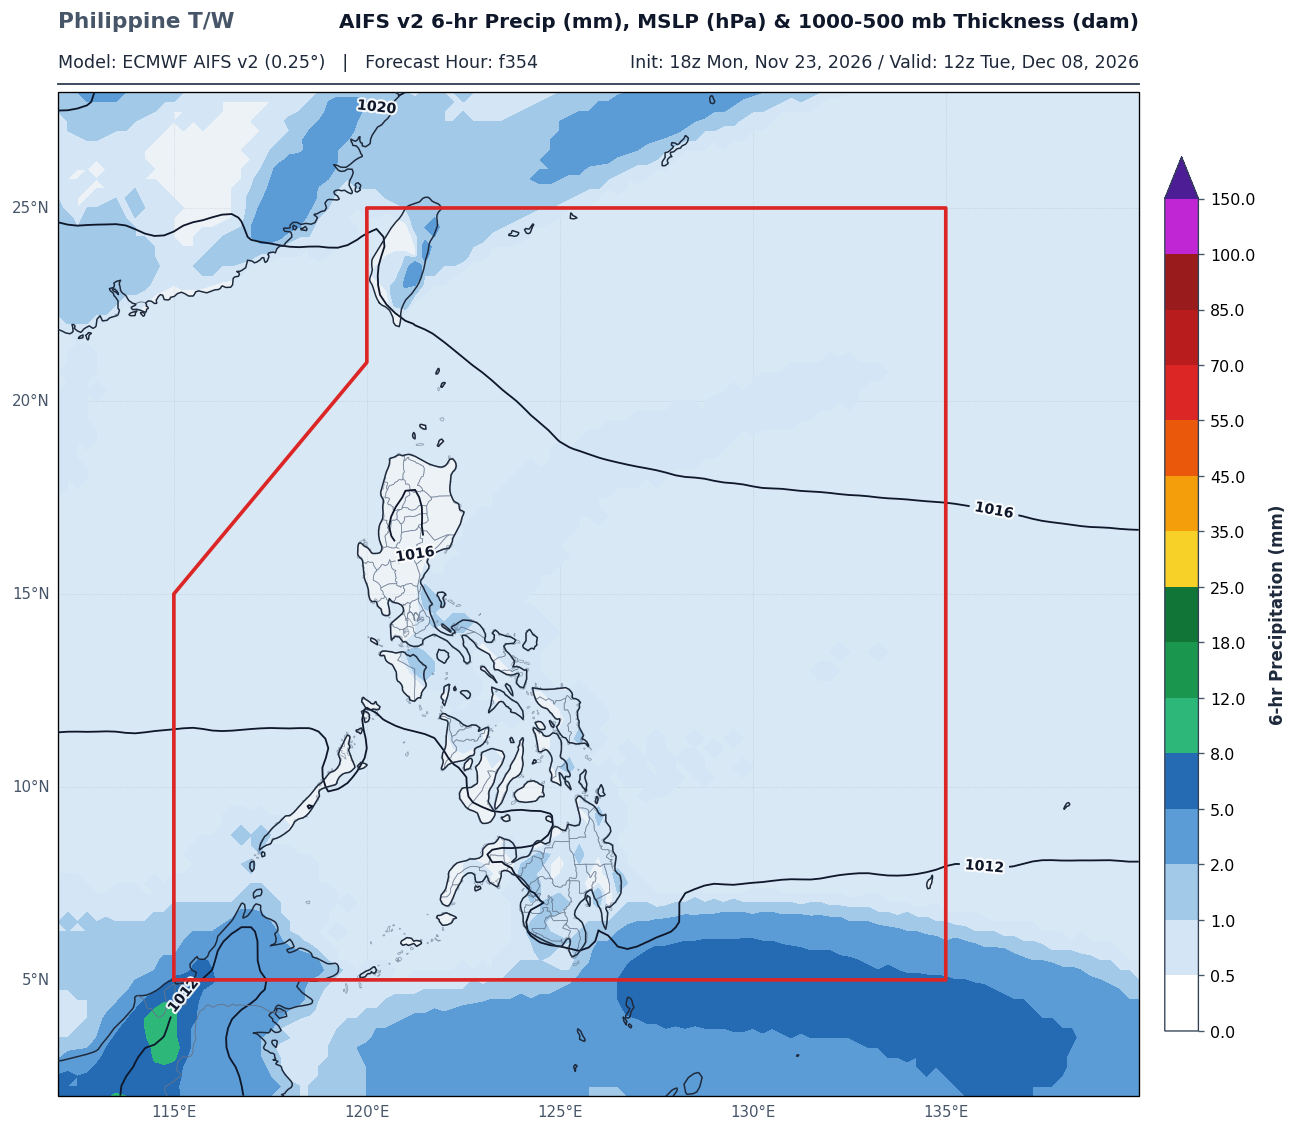 Philippine T/W
AIFS v2 6-hr Precip (mm), MSLP (hPa) & 1000-500 mb Thickness (dam)
Model: ECMWF AIFS v2 (0.25°) | Forecast Hour: f354
Init: 18z Mon, Nov 23, 2026 / Valid: 12z Tue, Dec 08, 2026
1020
150.0
25°N
100.0
85.0
70.0
20°N
55.0
45.0
1016
35.0
1016
15°N
25.0
18.0
12.0
8.0
10°N
5.0
1012
2.0
1.0
5°N
1012
0.5
0.0
6-hr Precipitation (mm)
115°E
120°E
125°E
130°E
135°E